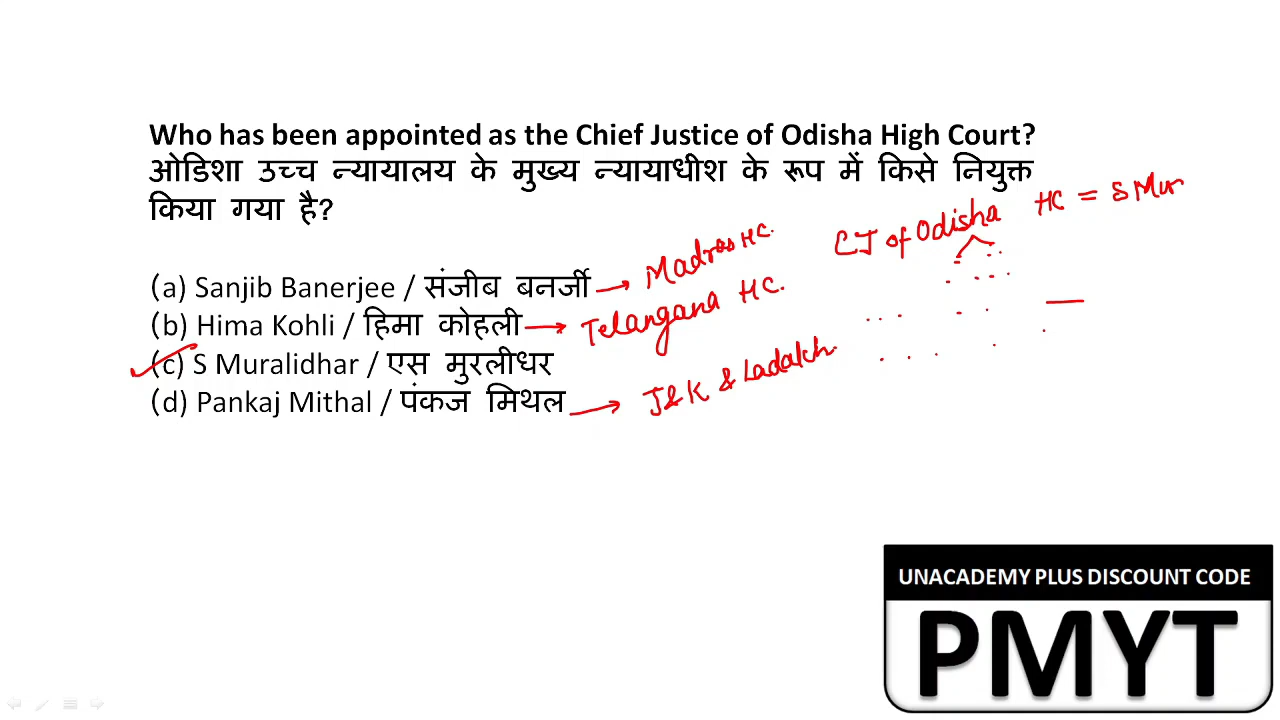 Who has been appointed as the Chief Justice of Odisha High Court?
ओडिशा उच्च न्यायालय के मुख्य न्यायाधीश के रूप में किसे नियुक्त
किया गया है?
CJ of Odisha HC = S Mur
(a) Sanjib Banerjee / संजीब बनर्जी → Madras HC.
(b) Hima Kohli / हिमा कोहली → Telangana HC.
(c) S Muralidhar / एस मुरलीधर
(d) Pankaj Mithal / पंकज मिथल → J&K & Ladakh
UNACADEMY PLUS DISCOUNT CODE
PMYT